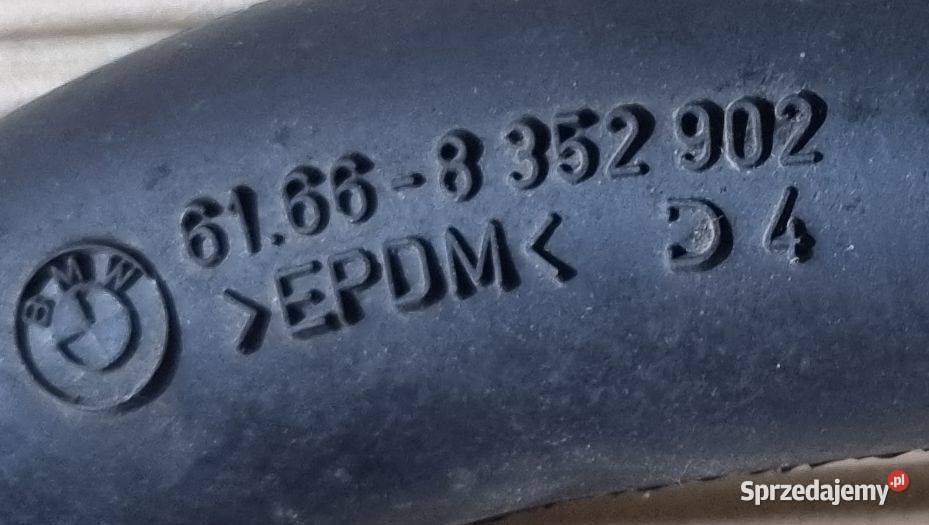 61.66-8 352 902
>EPDM< D 4
BMW
Sprzedajemy.pl